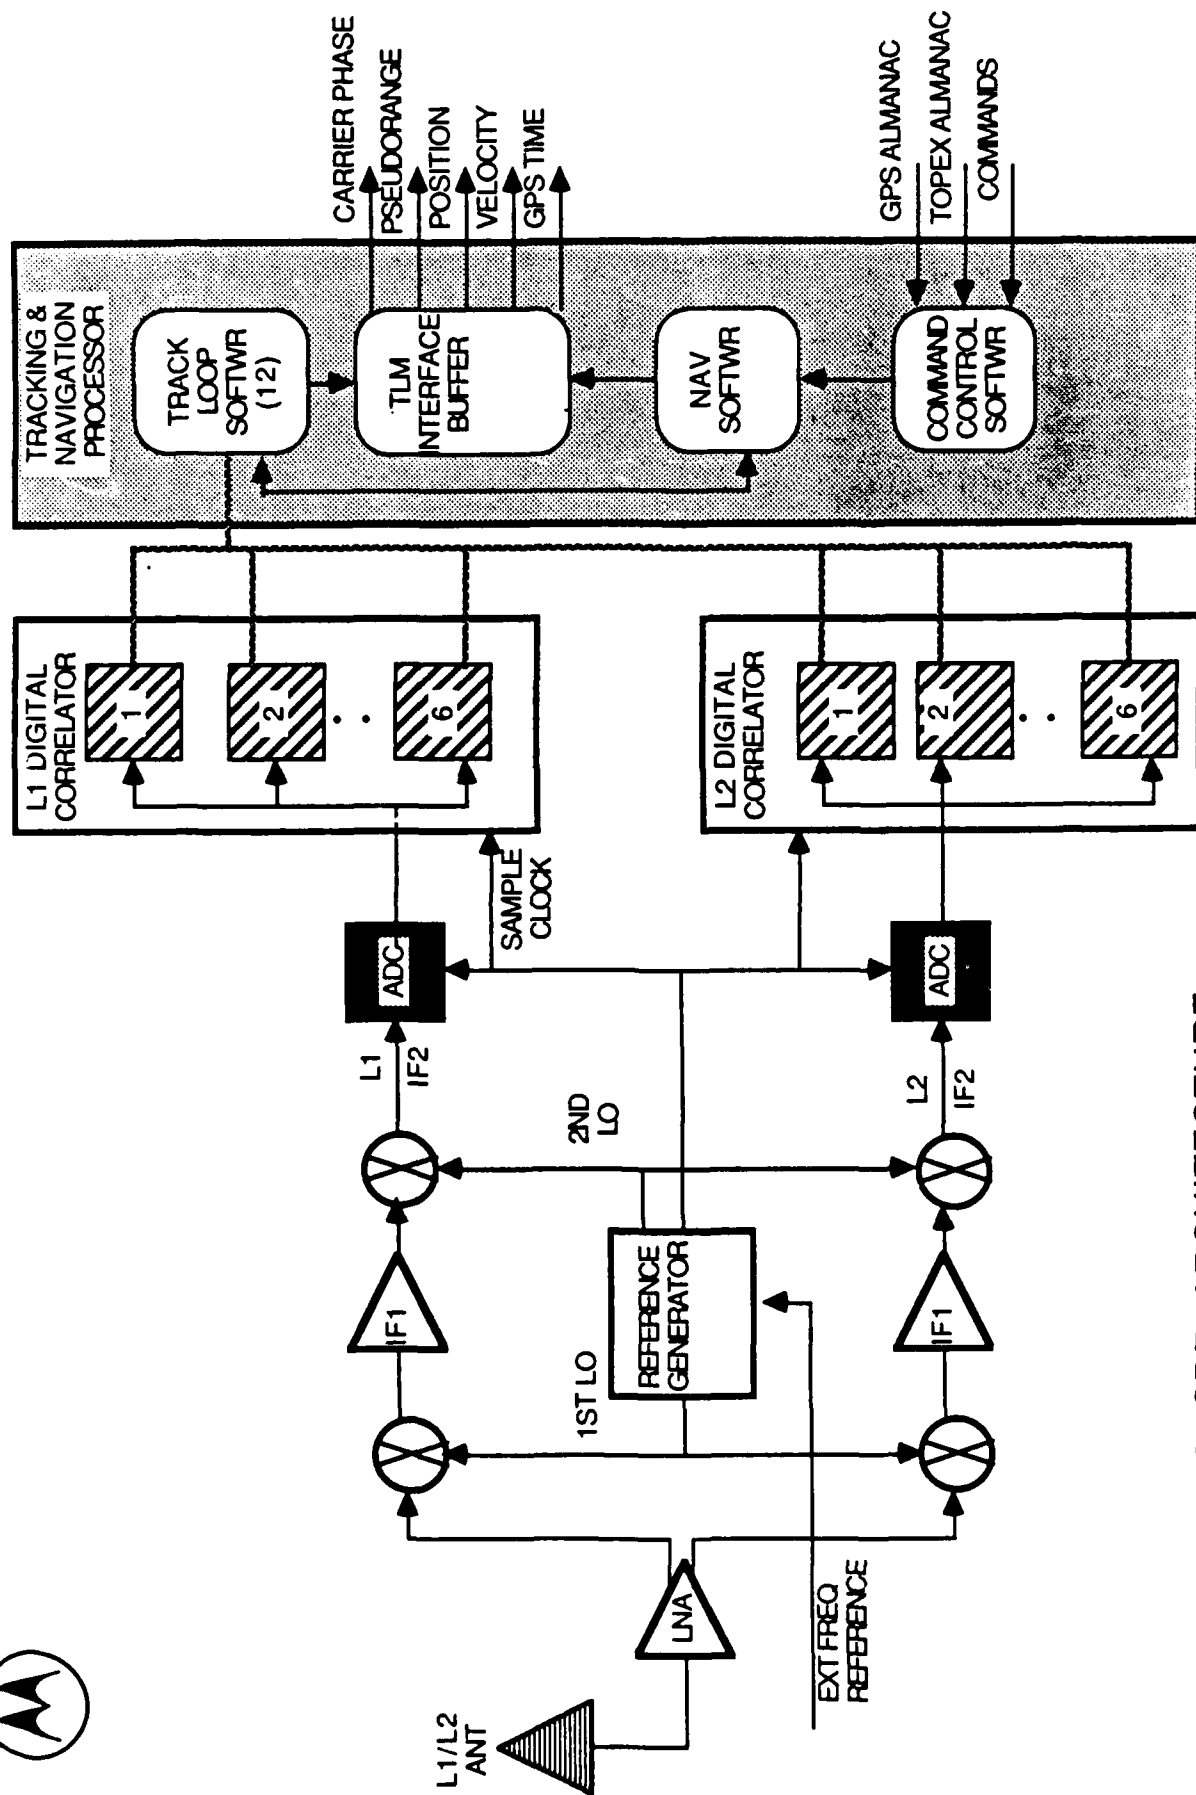 TRACKING &
NAVIGATION
PROCESSOR
TRACK
LOOP
SOFTWR
(12)
TLM
INTERFACE
BUFFER
NAV
SOFTWR
COMMAND
CONTROL
SOFTWR
CARRIER PHASE
PSEUDORANGE
POSITION
VELOCITY
GPS TIME
GPS ALMANAC
TOPEX ALMANAC
COMMANDS
L1 DIGITAL
CORRELATOR
1
2
. .
6
L2 DIGITAL
CORRELATOR
1
2
. .
6
SAMPLE
CLOCK
ADC
ADC
L1
IF2
L2
IF2
2ND
LO
IF1
IF1
REFERENCE
GENERATOR
1ST LO
LNA
EXT FREQ
REFERENCE
L1/L2
ANT